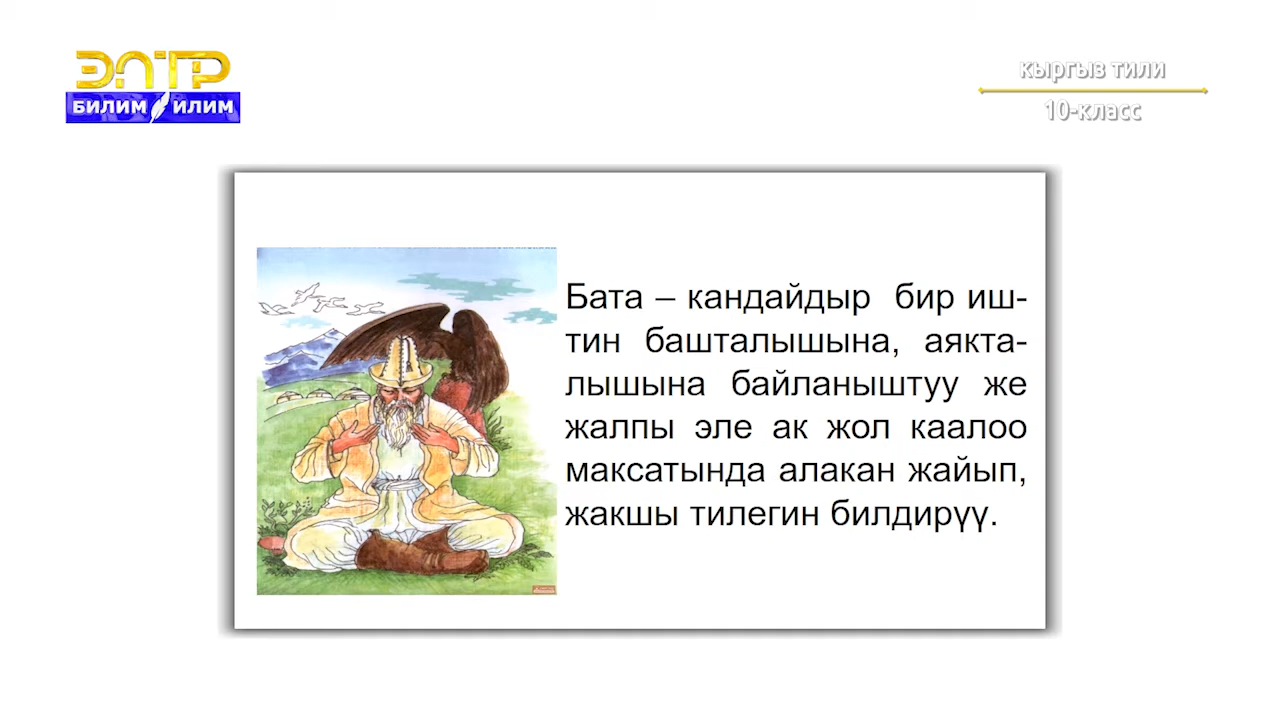 ЭЛТР
БИЛИМ ИЛИМ
кыргыз тили
10-класс
Бата – кандайдыр бир иш-
тин башталышына, аякта-
лышына байланыштуу же
жалпы эле ак жол каалоо
максатында алакан жайып,
жакшы тилегин билдирүү.